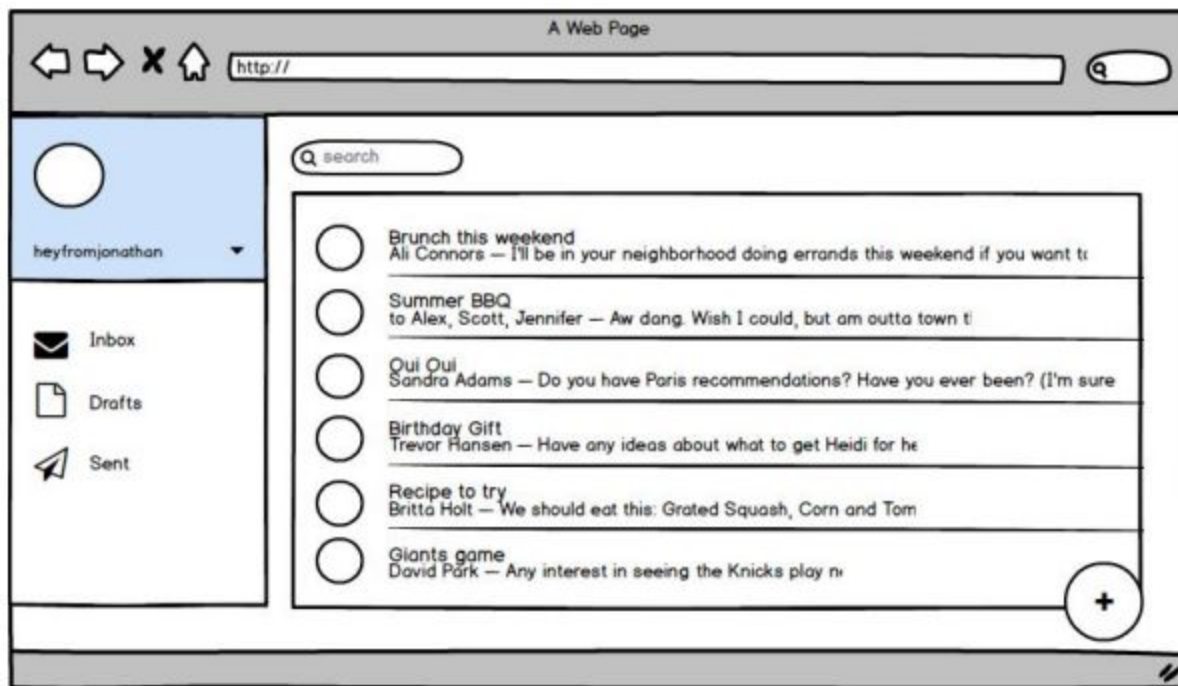 A Web Page
http://
search
heyfromjonathan
Inbox
Drafts
Sent
Brunch this weekend
Ali Connors — I'll be in your neighborhood doing errands this weekend if you want
Summer BBQ
to Alex, Scott, Jennifer — Aw dang. Wish I could, but am outta town
Oui Oui
Sandra Adams — Do you have Paris recommendations? Have you ever been? (I'm sure
Birthday Gift
Trevor Hansen — Have any ideas about what to get Heidi for
Recipe to try
Britta Holt — We should eat this: Grated Squash, Corn and Tom
Giants game
David Park — Any interest in seeing the Knicks play
+